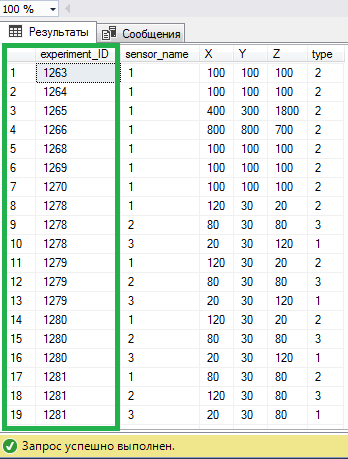 100 %
Результаты Сообщения
experiment_ID sensor_name X Y Z type
1 1263 1 100 100 100 2
2 1264 1 100 100 100 2
3 1265 1 400 300 1800 2
4 1266 1 800 800 700 2
5 1268 1 100 100 100 2
6 1269 1 100 100 100 2
7 1270 1 100 100 100 2
8 1278 1 120 30 20 2
9 1278 2 80 30 80 3
10 1278 3 20 30 120 1
11 1279 1 120 30 20 2
12 1279 2 80 30 80 3
13 1279 3 20 30 120 1
14 1280 1 120 30 20 2
15 1280 2 80 30 80 3
16 1280 3 20 30 120 1
17 1281 1 80 30 80 2
18 1281 2 120 30 80 3
19 1281 3 20 30 80 1
Запрос успешно выполнен.